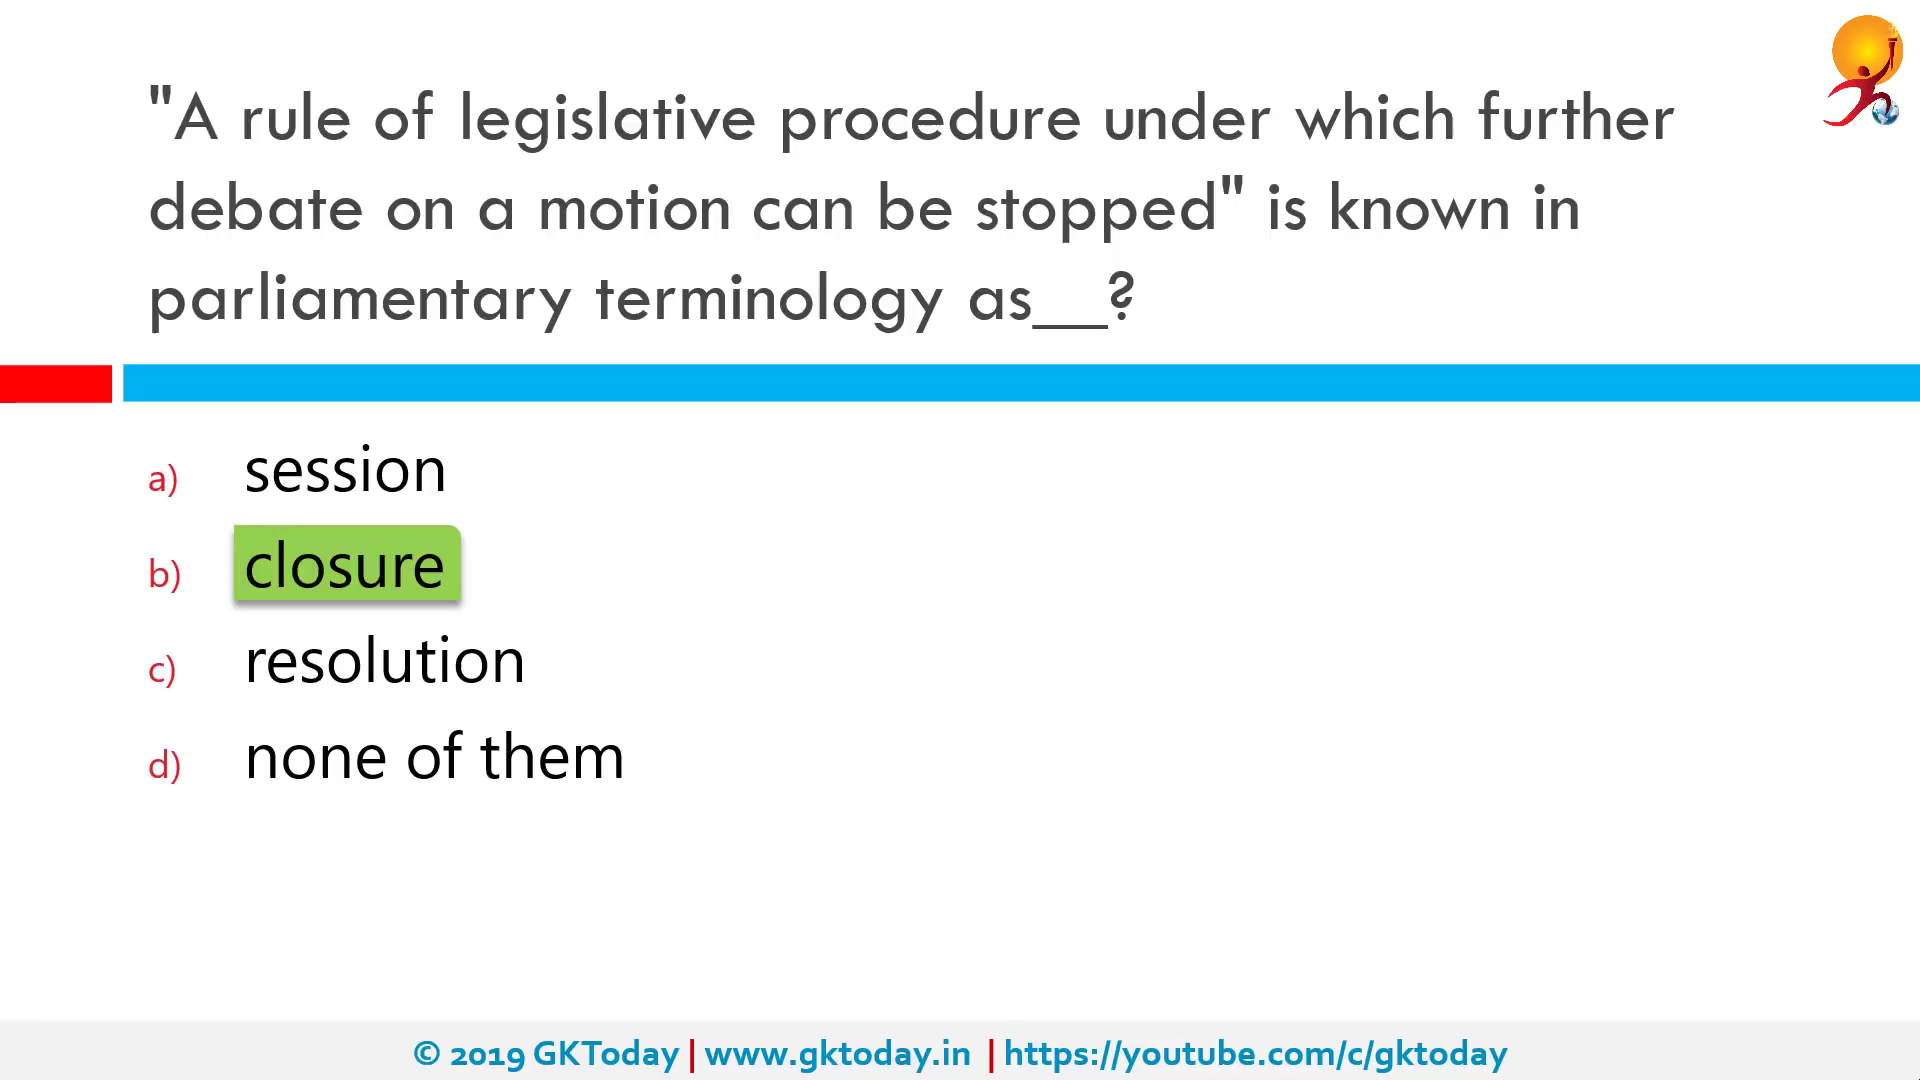 "A rule of legislative procedure under which further
debate on a motion can be stopped" is known in
parliamentary terminology as__?
a) session
b) closure
c) resolution
d) none of them
© 2019 GKToday | www.gktoday.in | https://youtube.com/c/gktoday